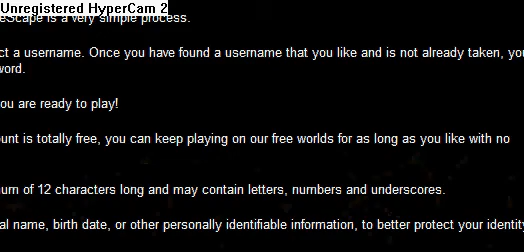 Unregistered HyperCam 2
eScape is a very simple process.
ct a username. Once you have found a username that you like and is not already taken, you
word.
ou are ready to play!
unt is totally free, you can keep playing on our free worlds for as long as you like with no
um of 12 characters long and may contain letters, numbers and underscores.
al name, birth date, or other personally identifiable information, to better protect your identity